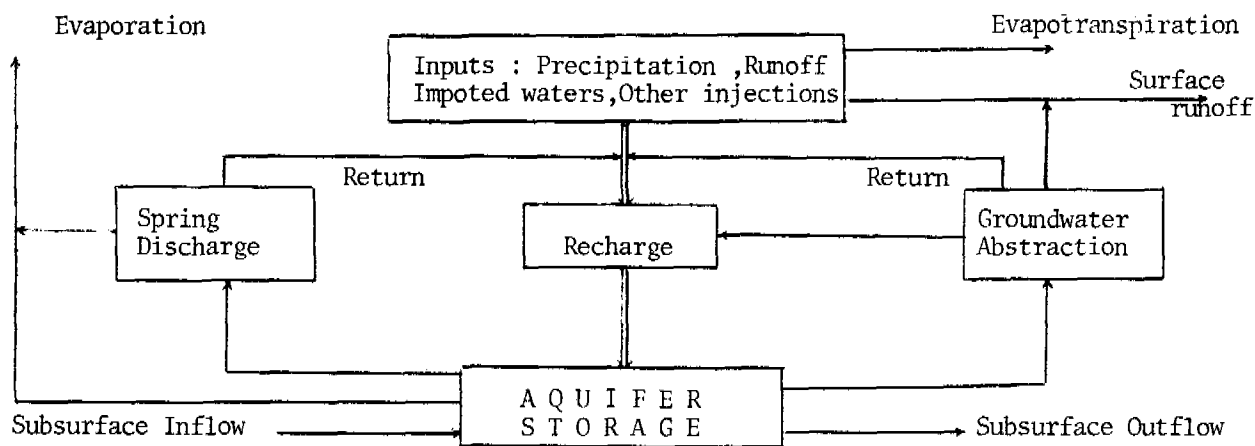 Evaporation
Evapotranspiration
Inputs : Precipitation ,Runoff
Impoted waters,Other injections
Surface
runoff
Return
Return
Spring
Discharge
Recharge
Groundwater
Abstraction
A Q U I F E R
S T O R A G E
Subsurface Inflow
Subsurface Outflow